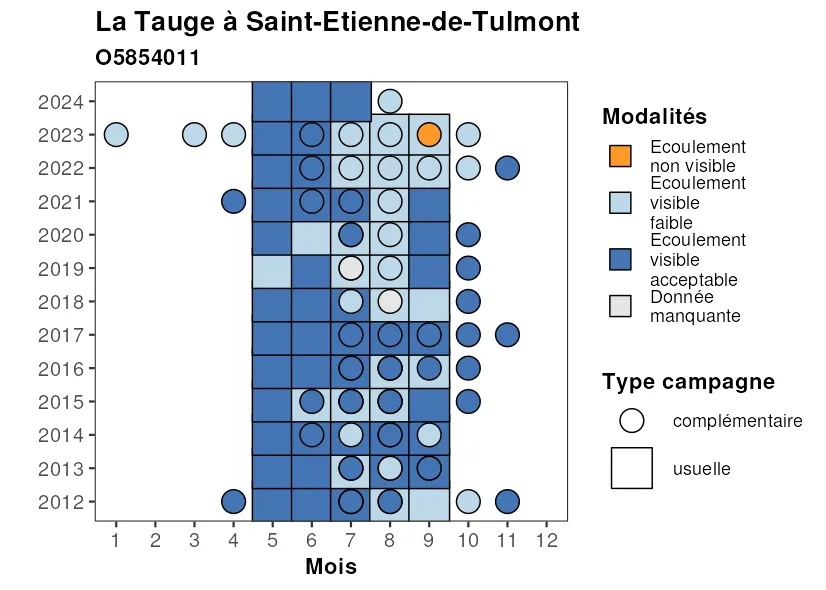 La Tauge à Saint-Etienne-de-Tulmont
O5854011
2024
2023
2022
2021
2020
2019
2018
2017
2016
2015
2014
2013
2012
1 2 3 4 5 6 7 8 9 10 11 12
Mois
Modalités
Ecoulement
non visible
Ecoulement
visible
faible
Ecoulement
visible
acceptable
Donnée
manquante
Type campagne
complémentaire
usuelle